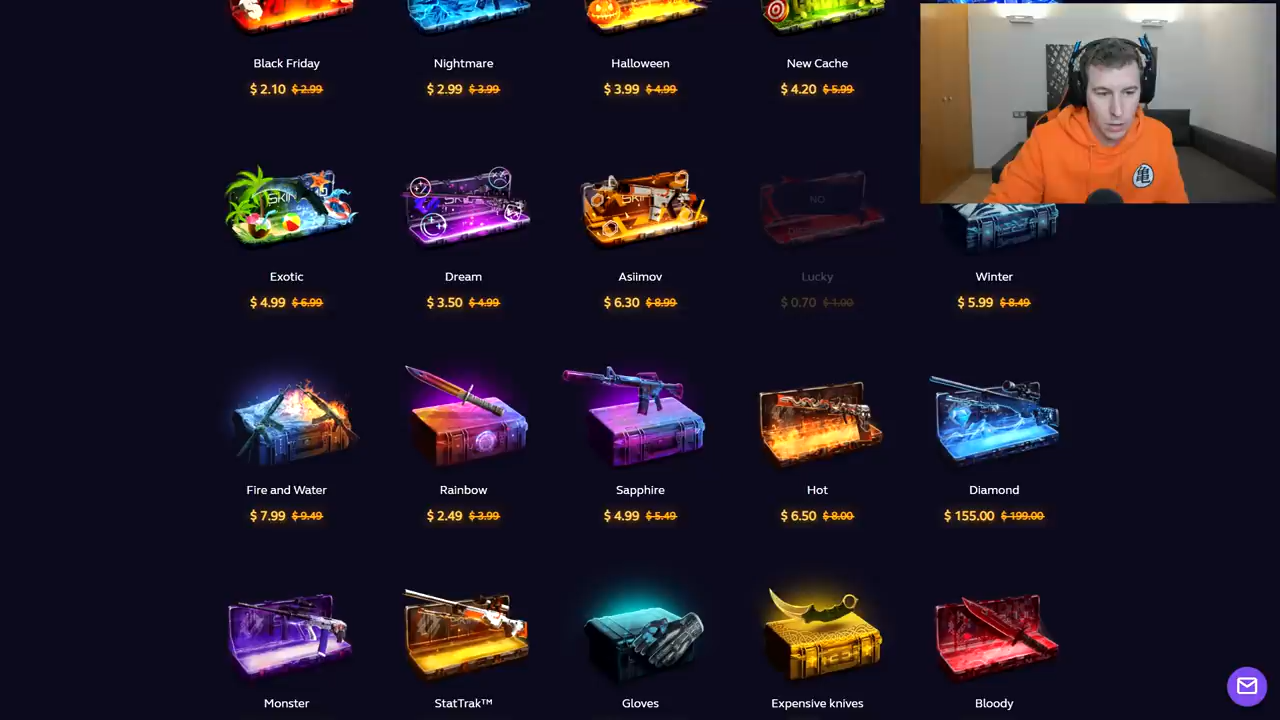 Black Friday
Nightmare
Halloween
New Cache
$ 2.10 $ 2.99
$ 2.99 $ 3.99
$ 3.99 $ 4.99
$ 4.20 $ 5.99
SKIN
SKIN
NO
Exotic
Dream
Asiimov
Lucky
Winter
$ 4.99 $ 6.99
$ 3.50 $ 4.99
$ 6.30 $ 8.99
$ 0.70 $ 1.00
$ 5.99 $ 8.49
Fire and Water
Rainbow
Sapphire
Hot
Diamond
$ 7.99 $ 9.49
$ 2.49 $ 3.99
$ 4.99 $ 5.49
$ 6.50 $ 8.00
$ 155.00 $ 199.00
Monster
StatTrak™
Gloves
Expensive knives
Bloody